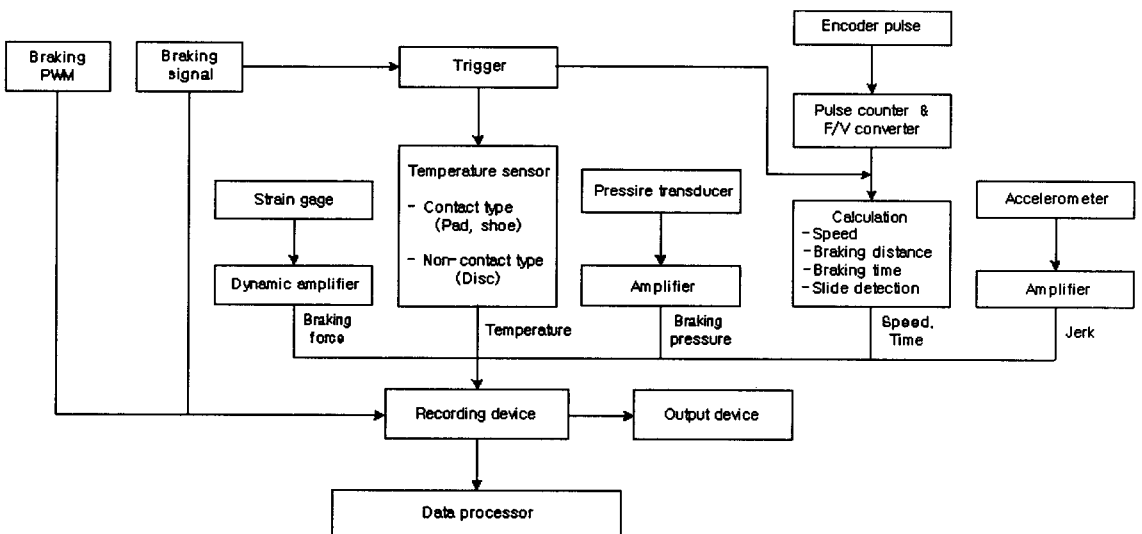 Encoder pulse
Braking
PWM
Braking
signal
Trigger
Pulse counter &
F/V converter
Temperature sensor
- Contact type
(Pad, shoe)
- Non-contact type
(Disc)
Strain gage
Pressire transducer
Accelerometer
Calculation
-Speed
-Braking distance
-Braking time
-Slide detection
Dynamic amplifier
Amplifier
Amplifier
Braking
force
Temperature
Braking
pressure
Speed,
Time
Jerk
Recording device
Output device
Data processor